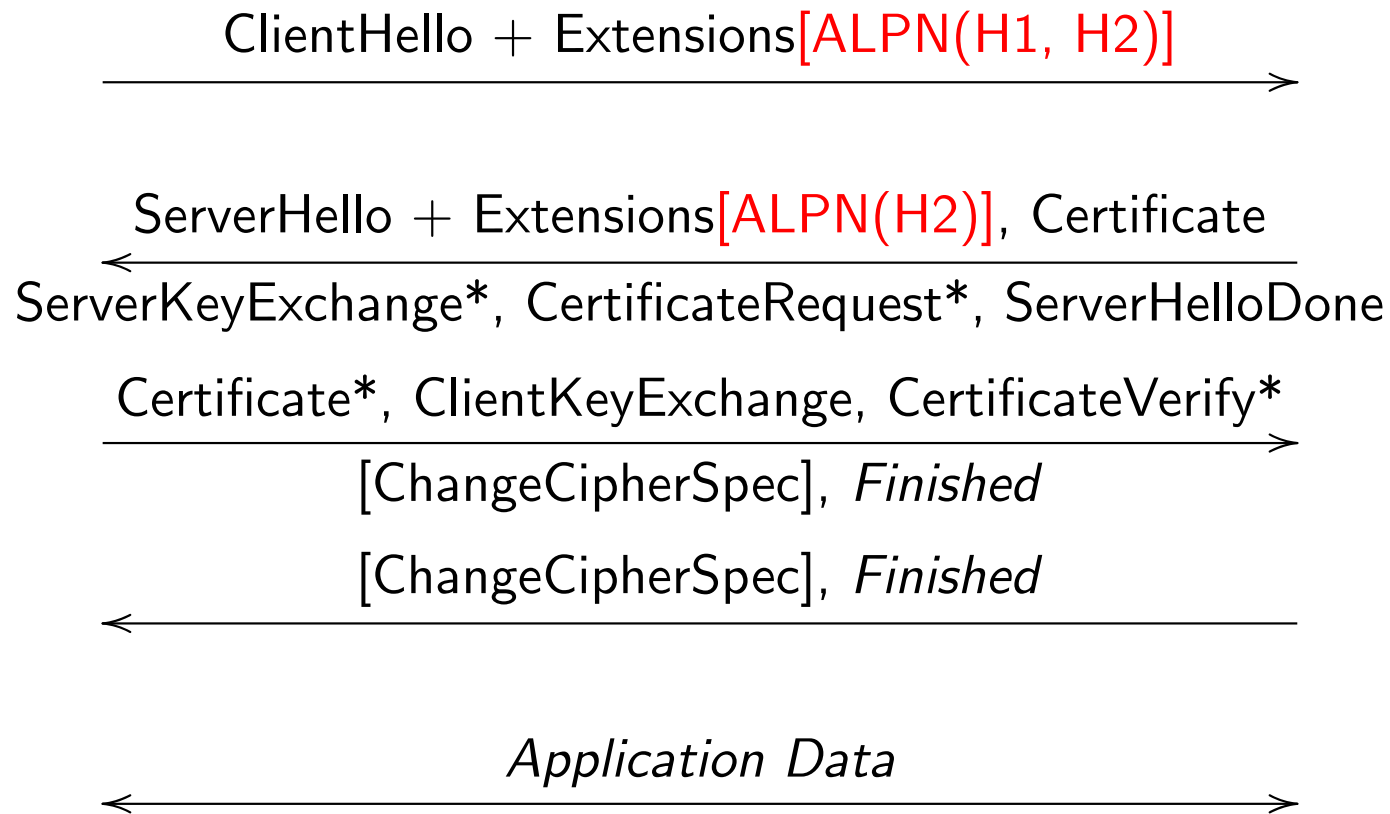 ClientHello + Extensions[ALPN(H1, H2)]
ServerHello + Extensions[ALPN(H2)], Certificate
ServerKeyExchange*, CertificateRequest*, ServerHelloDone
Certificate*, ClientKeyExchange, CertificateVerify*
[ChangeCipherSpec], Finished
[ChangeCipherSpec], Finished
Application Data